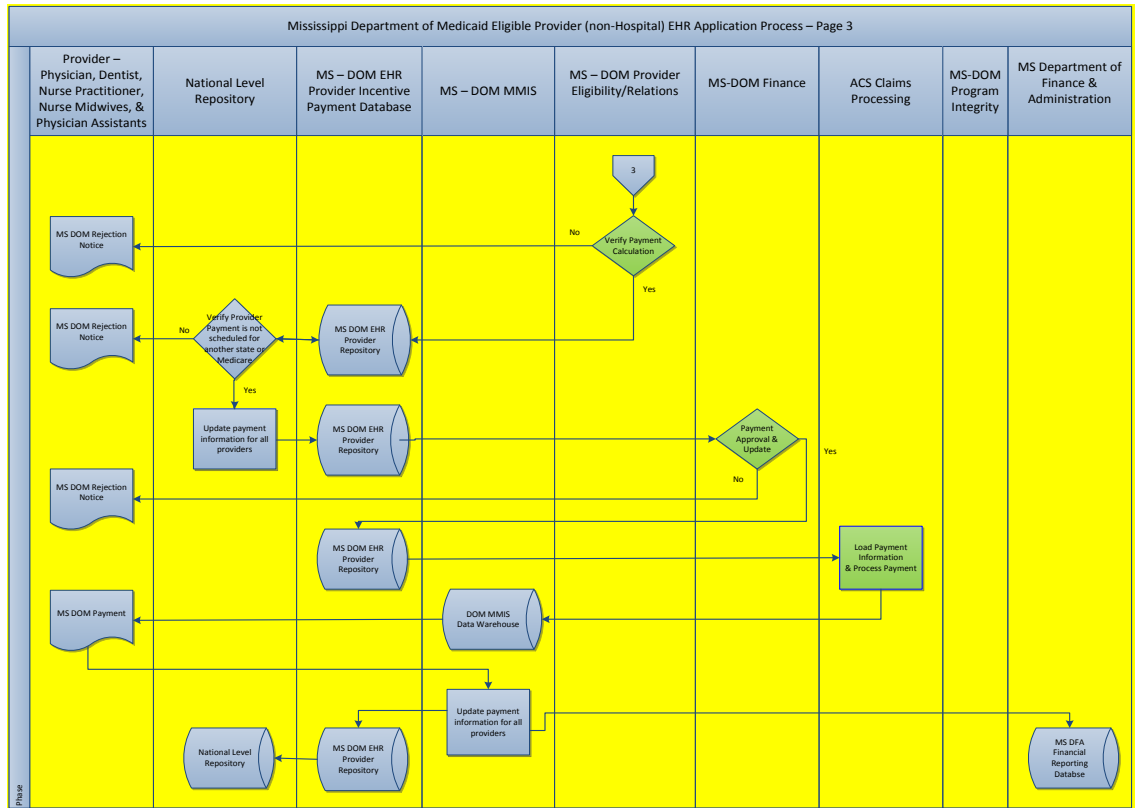 Mississippi Department of Medicaid Eligible Provider (non-Hospital) EHR Application Process – Page 3
Provider –
Physician, Dentist,
Nurse Practitioner,
Nurse Midwives, &
Physician Assistants
National Level
Repository
MS – DOM EHR
Provider Incentive
Payment Database
MS – DOM MMIS
MS – DOM Provider
Eligibility/Relations
MS-DOM Finance
ACS Claims
Processing
MS-DOM
Program
Integrity
MS Department of
Finance &
Administration
3
Verify Payment
Calculation
No
Yes
MS DOM Rejection
Notice
MS DOM Rejection
Notice
No
Verify Provider
Payment is not
scheduled for
another state or
Medicare
Yes
MS DOM EHR
Provider
Repository
Update payment
information for all
providers
MS DOM EHR
Provider
Repository
Payment
Approval &
Update
Yes
No
MS DOM Rejection
Notice
MS DOM EHR
Provider
Repository
Load Payment
Information
& Process Payment
MS DOM Payment
DOM MMIS
Data Warehouse
Update payment
information for all
providers
National Level
Repository
MS DOM EHR
Provider
Repository
MS DFA
Financial
Reporting
Databse
Phase